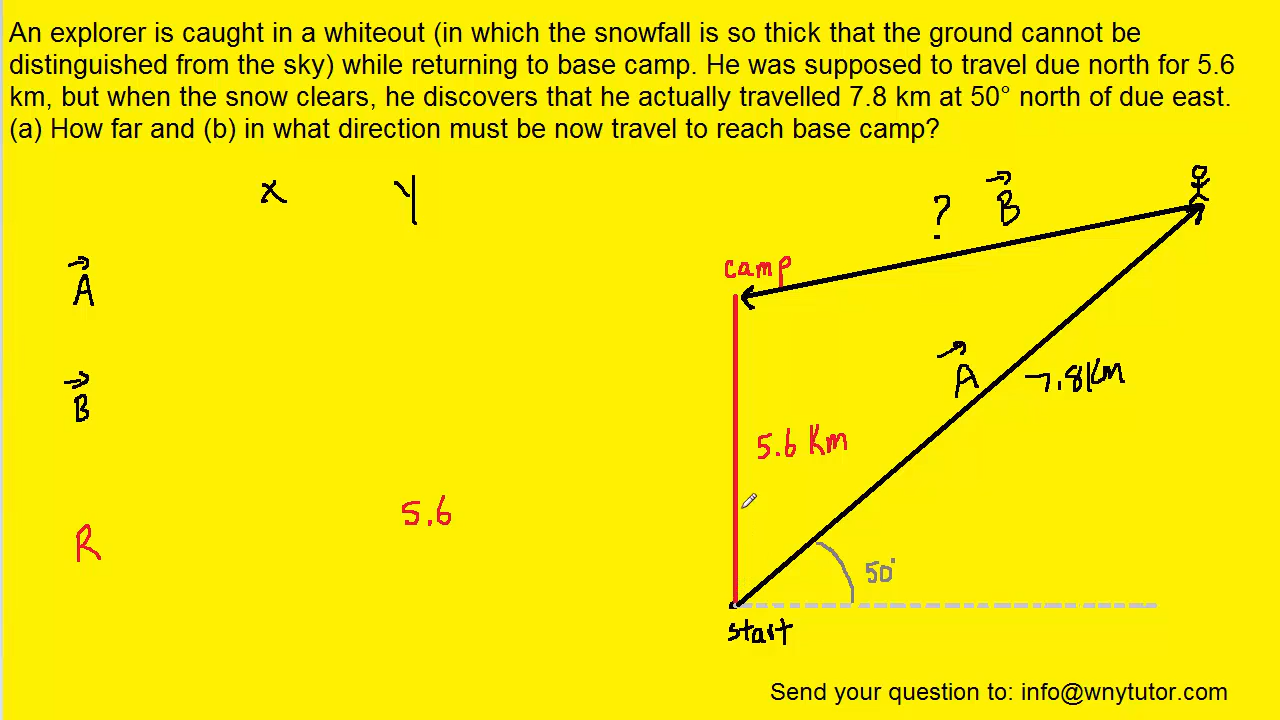 An explorer is caught in a whiteout (in which the snowfall is so thick that the ground cannot be
distinguished from the sky) while returning to base camp. He was supposed to travel due north for 5.6
km, but when the snow clears, he discovers that he actually travelled 7.8 km at 50° north of due east.
(a) How far and (b) in what direction must be now travel to reach base camp?
x y
? B
camp
A
A
7.8 Km
B
5.6 Km
5.6
R
50°
start
Send your question to: info@wnytutor.com